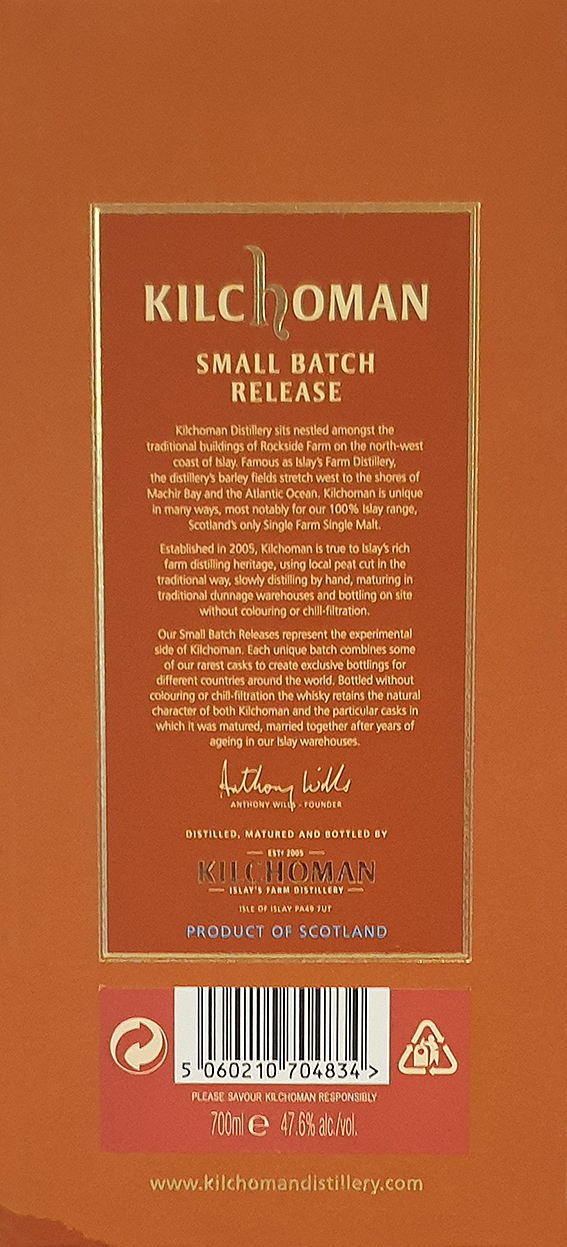 KILCHOMAN
SMALL BATCH
RELEASE
Kilchoman Distillery sits nestled amongst the
traditional buildings of Rockside Farm on the north-west
coast of Islay. Famous as Islay's Farm Distillery,
the distillery's barley fields stretch west to the shores of
Machir Bay and the Atlantic Ocean. Kilchoman is unique
in many ways, most notably for our 100% Islay range,
Scotland's only Single Farm Single Malt.
Established in 2005, Kilchoman is true to Islay's rich
farm distilling heritage, using local peat cut in the
traditional way, slowly distilling by hand, maturing in
traditional dunnage warehouses and bottling on site
without colouring or chill-filtration.
Our Small Batch Releases represent the experimental
side of Kilchoman. Each unique batch combines some
of our rarest casks to create exclusive bottlings for
different countries around the world. Bottled without
colouring or chill-filtration the whisky retains the natural
character of both Kilchoman and the particular casks in
which it was matured, married together after years of
ageing in our Islay warehouses.
Anthony Wills
ANTHONY WILLS - FOUNDER
DISTILLED, MATURED AND BOTTLED BY
ESTD 2005
KILCHOMAN
ISLAY'S FARM DISTILLERY
ISLE OF ISLAY PA49 7UT
PRODUCT OF SCOTLAND
5 060210 704834 >
PLEASE SAVOUR KILCHOMAN RESPONSIBLY
700ml e 47.6% alc./vol.
www.kilchomandistillery.com